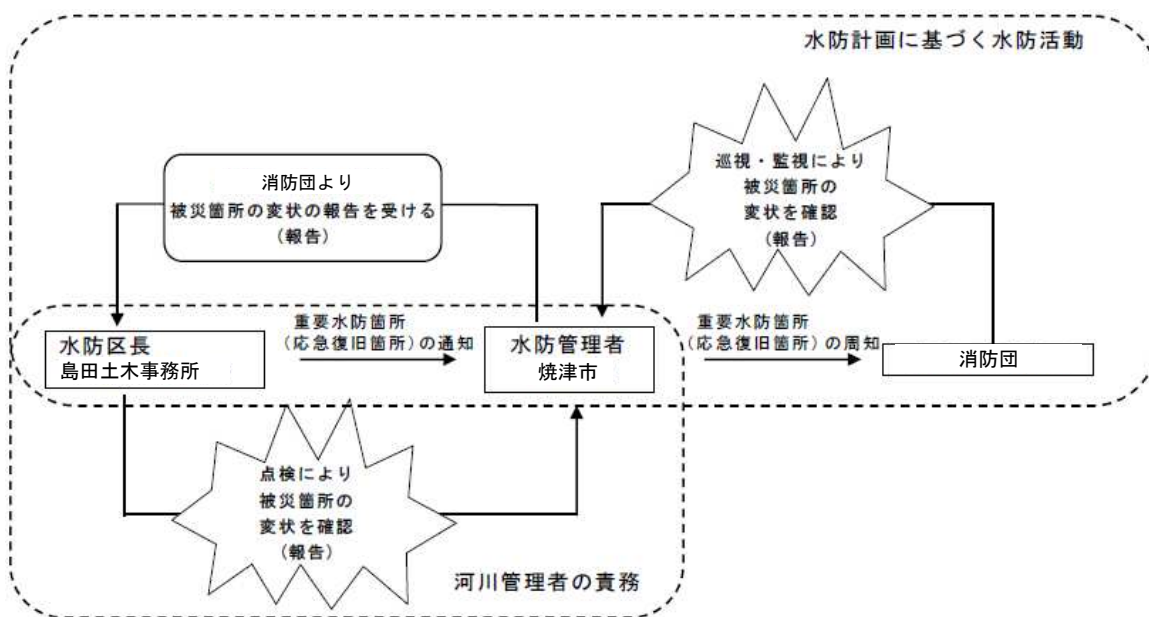 水防計画に基づく水防活動
巡視・監視により
被災箇所の
変状を確認
(報告)
消防団より
被災箇所の変状の報告を受ける
(報告)
水防区長
島田土木事務所
重要水防箇所
(応急復旧箇所)の通知
水防管理者
焼津市
重要水防箇所
(応急復旧箇所)の周知
消防団
点検により
被災箇所の
変状を確認
(報告)
河川管理者の責務